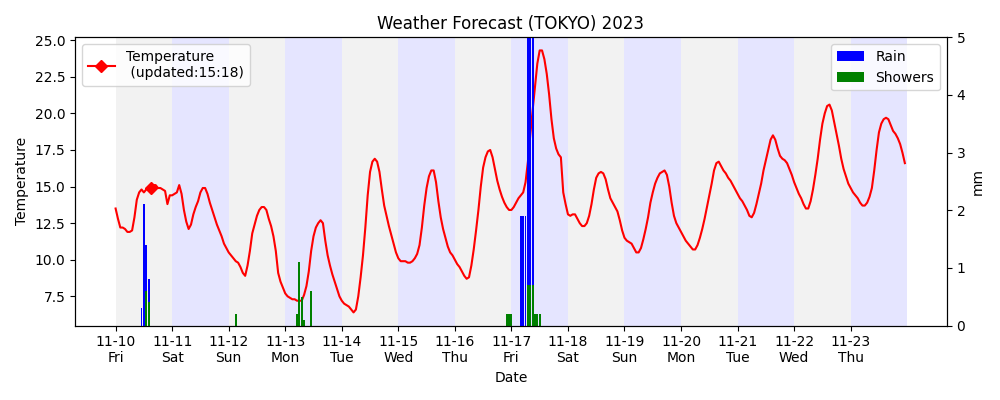 Weather Forecast (TOKYO) 2023
Temperature
(updated:15:18)
Rain
Showers
25.0
22.5
20.0
17.5
15.0
12.5
10.0
7.5
Temperature
5
4
3
2
1
0
mm
11-10 11-11 11-12 11-13 11-14 11-15 11-16 11-17 11-18 11-19 11-20 11-21 11-22 11-23
Fri Sat Sun Mon Tue Wed Thu Fri Sat Sun Mon Tue Wed Thu
Date